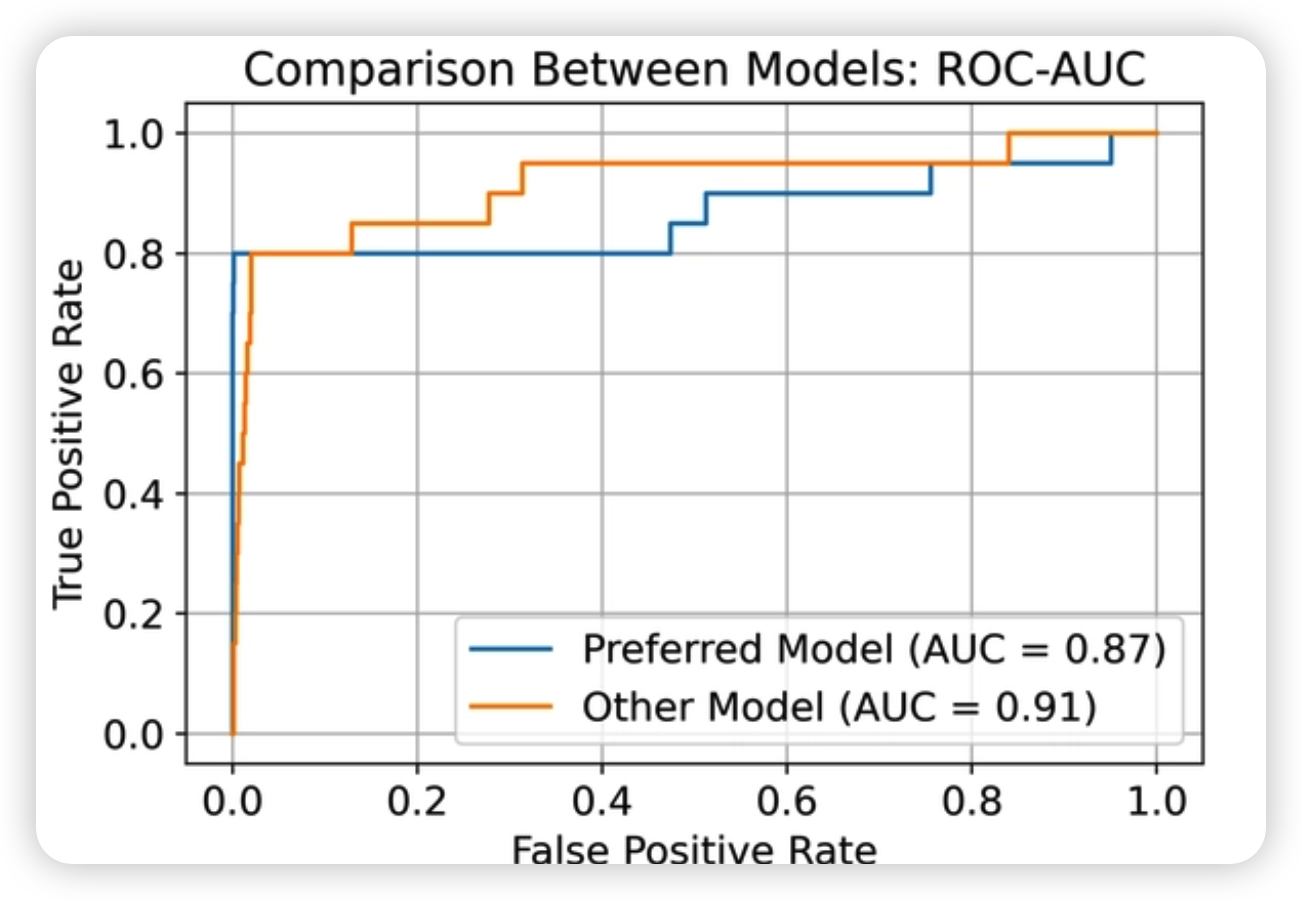 Comparison Between Models: ROC-AUC
True Positive Rate
1.0
0.8
0.6
0.4
0.2
0.0
Preferred Model (AUC = 0.87)
Other Model (AUC = 0.91)
0.0 0.2 0.4 0.6 0.8 1.0
False Positive Rate